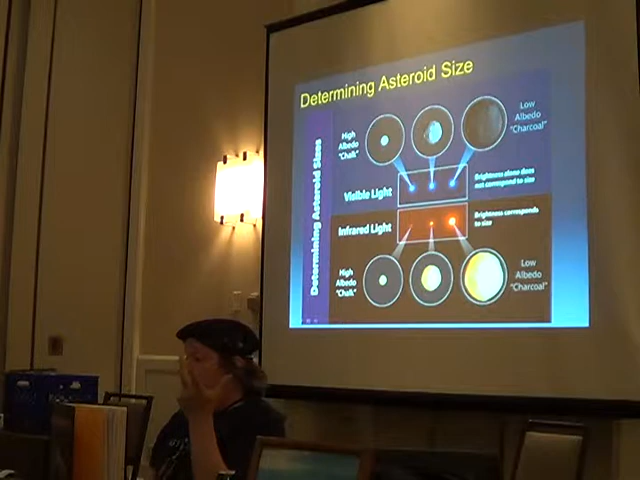 Determining Asteroid Size
Determining Asteroid Sizes
High
Albedo
"Chalk"
Low
Albedo
"Charcoal"
Visible Light
Brightness alone does
not correspond to size
Infrared Light
Brightness corresponds
to size
High
Albedo
"Chalk"
Low
Albedo
"Charcoal"